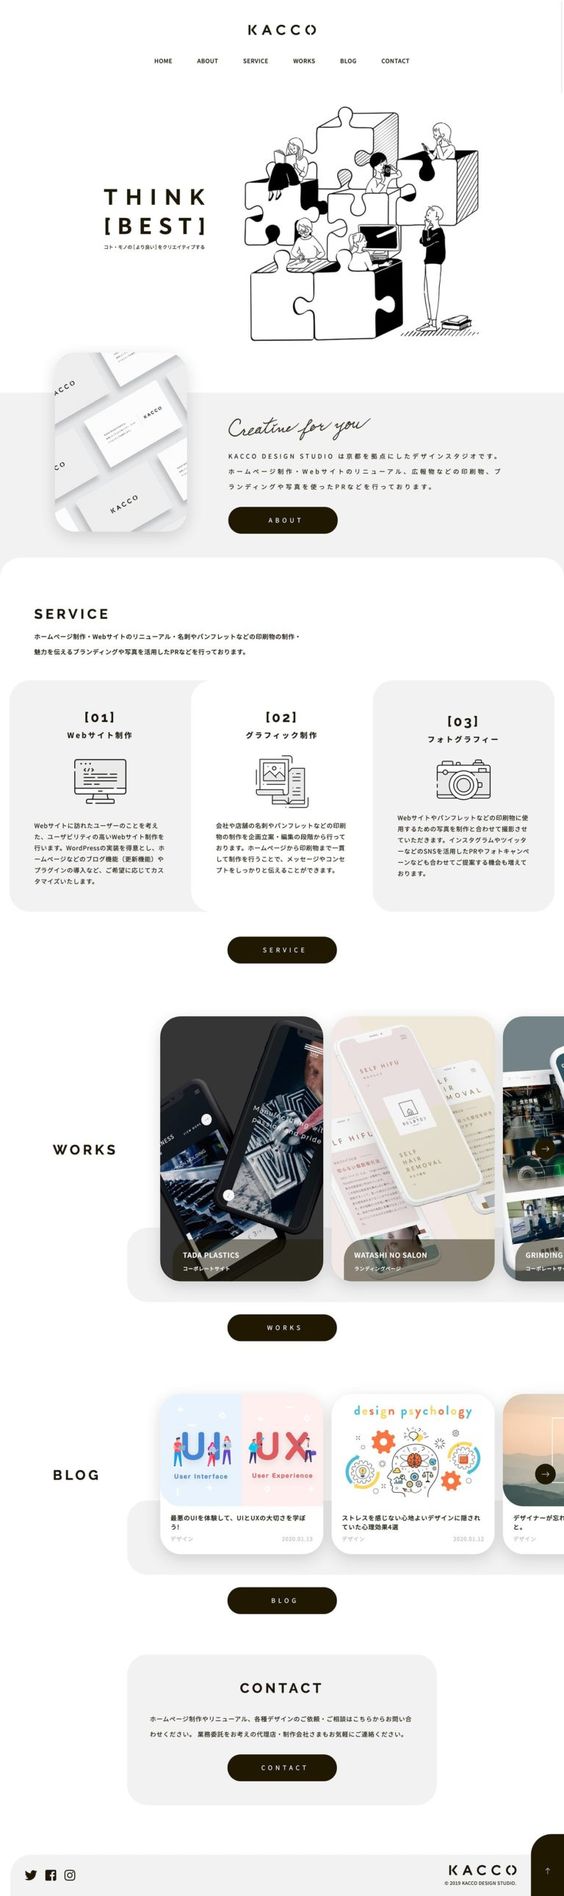 KACCO
HOME ABOUT SERVICE WORKS BLOG CONTACT
THINK
[BEST]
コト・モノの[より良い]をクリエイティブする
KACCO
KACCO
KACCO
Creative for you
KACCO DESIGN STUDIO は京都を拠点にしたデザインスタジオです。
ホームページ制作・Webサイトのリニューアル、広報物などの印刷物、ブ
ランディングや写真を使ったPRなどを行っております。
ABOUT
SERVICE
ホームページ制作・Webサイトのリニューアル・名刺やパンフレットなどの印刷物の制作・
魅力を伝えるブランディングや写真を活用したPRなどを行っております。
[01]
Webサイト制作
Webサイトに訪れたユーザーのことを考え
た、ユーザビリティの高いWebサイト制作を
行います。WordPressの実装を得意とし、ホ
ームページなどのブログ機能（更新機能）や
プラグインの導入など、ご希望に応じてカス
タマイズいたします。
[02]
グラフィック制作
会社や店舗の名刺やパンフレットなどの印刷
物の制作を企画立案・編集の段階から行って
おります。ホームページから印刷物まで一貫
して制作を行うことで、メッセージやコンセ
プトをしっかりと伝えることができます。
[03]
フォトグラフィー
Webサイトやパンフレットなどの印刷物に使
用するための写真を制作と合わせて撮影させ
ていただきます。インスタグラムやツイッタ
ーなどのSNSを活用したPRやフォトキャンペ
ーンなども合わせてご提案する機会も増えて
おります。
SERVICE
WORKS
SELF HIFU
SELF
HAIR
REMOVAL
TADA PLASTICS
コーポレートサイト
WATASHI NO SALON
ランディングページ
GRINDING
コーポレートサ
WORKS
BLOG
UI
User Interface
UX
User Experience
最悪のUIを体験して、UIとUXの大切さを学ぼ
う!
デザイン 2020.01.13
design psychology
ストレスを感じない心地よいデザインに隠され
ていた心理効果4選
デザイン 2020.01.12
デザイナーが忘れ
と。
デザイン
BLOG
CONTACT
ホームページ制作やリニューアル、各種デザインのご依頼・ご相談はこちらからお問い合
わせください。 業務委託をお考えの代理店・制作会社さまもお気軽にご連絡ください。
CONTACT
KACCO
© 2019 KACCO DESIGN STUDIO.